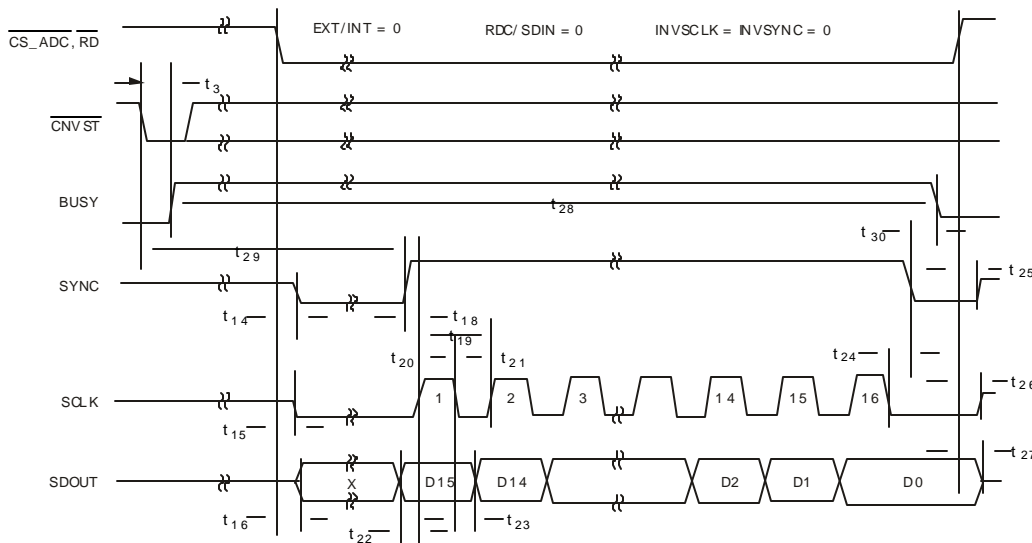 EXT/INT = 0 RDC/SDIN = 0 INVSCLK = INVSYNC = 0
CS_ADC, RD
t3
CNVST
BUSY
t28
t30
t29
t25
SYNC
t14
t18
t19
t20
t21
t24
t26
SCLK
1 2 3 14 15 16
t15
t27
SDOUT
X D15 D14 D2 D1 D0
t16
t22
t23